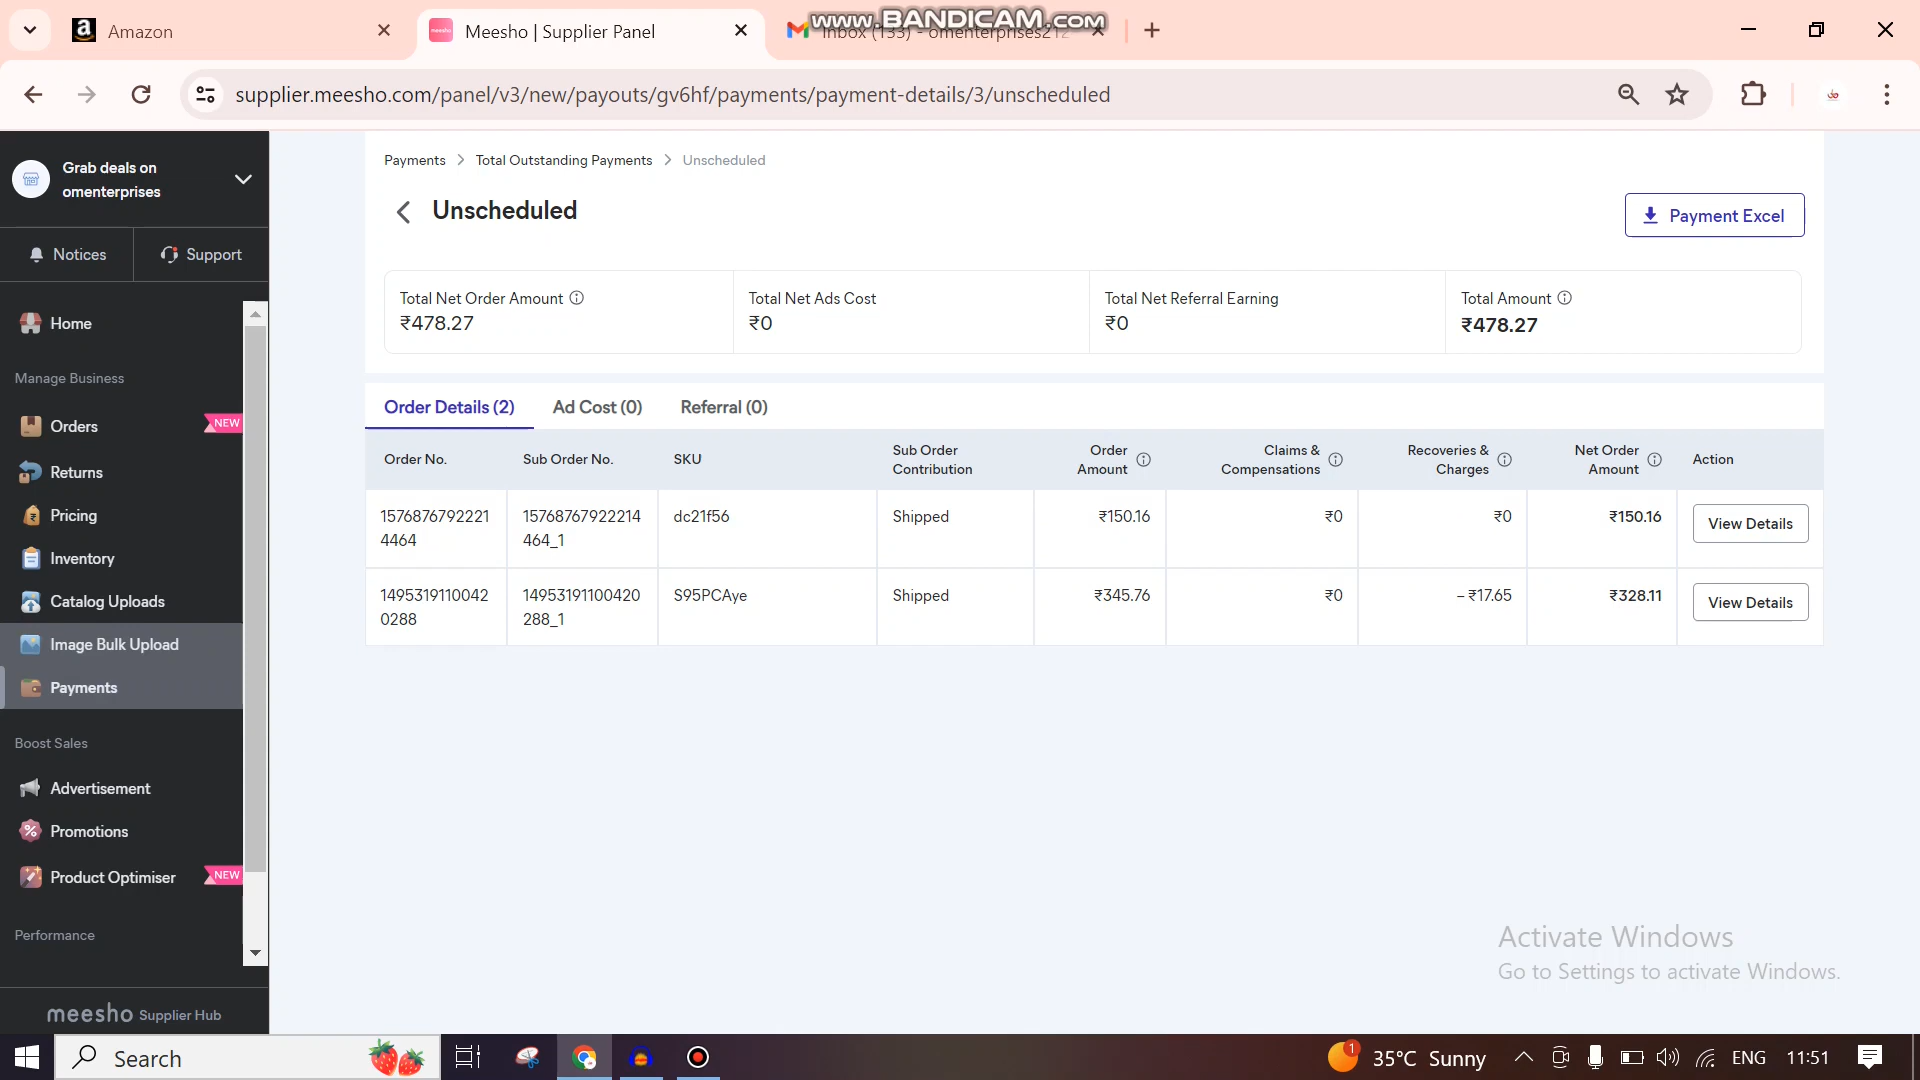 Amazon
Meesho | Supplier Panel
Inbox (133) - omenterprises212
www.BANDICAM.com
supplier.meesho.com/panel/v3/new/payouts/gv6hf/payments/payment-details/3/unscheduled
Grab deals on
omenterprises
Notices
Support
Home
Manage Business
Orders
NEW
Returns
Pricing
Inventory
Catalog Uploads
Image Bulk Upload
Payments
Boost Sales
Advertisement
Promotions
Product Optimiser
NEW
Performance
meesho Supplier Hub
Payments > Total Outstanding Payments > Unscheduled
Unscheduled
Payment Excel
Total Net Order Amount
₹478.27
Total Net Ads Cost
₹0
Total Net Referral Earning
₹0
Total Amount
₹478.27
Order Details (2)
Ad Cost (0)
Referral (0)
Order No.
Sub Order No.
SKU
Sub Order
Contribution
Order
Amount
Claims &
Compensations
Recoveries &
Charges
Net Order
Amount
Action
1576876792221
4464
15768767922214
464_1
dc21f56
Shipped
₹150.16
₹0
₹0
₹150.16
View Details
1495319110042
0288
14953191100420
288_1
S95PCAye
Shipped
₹345.76
₹0
– ₹17.65
₹328.11
View Details
Activate Windows
Go to Settings to activate Windows.
Search
1
35°C Sunny
ENG
11:51